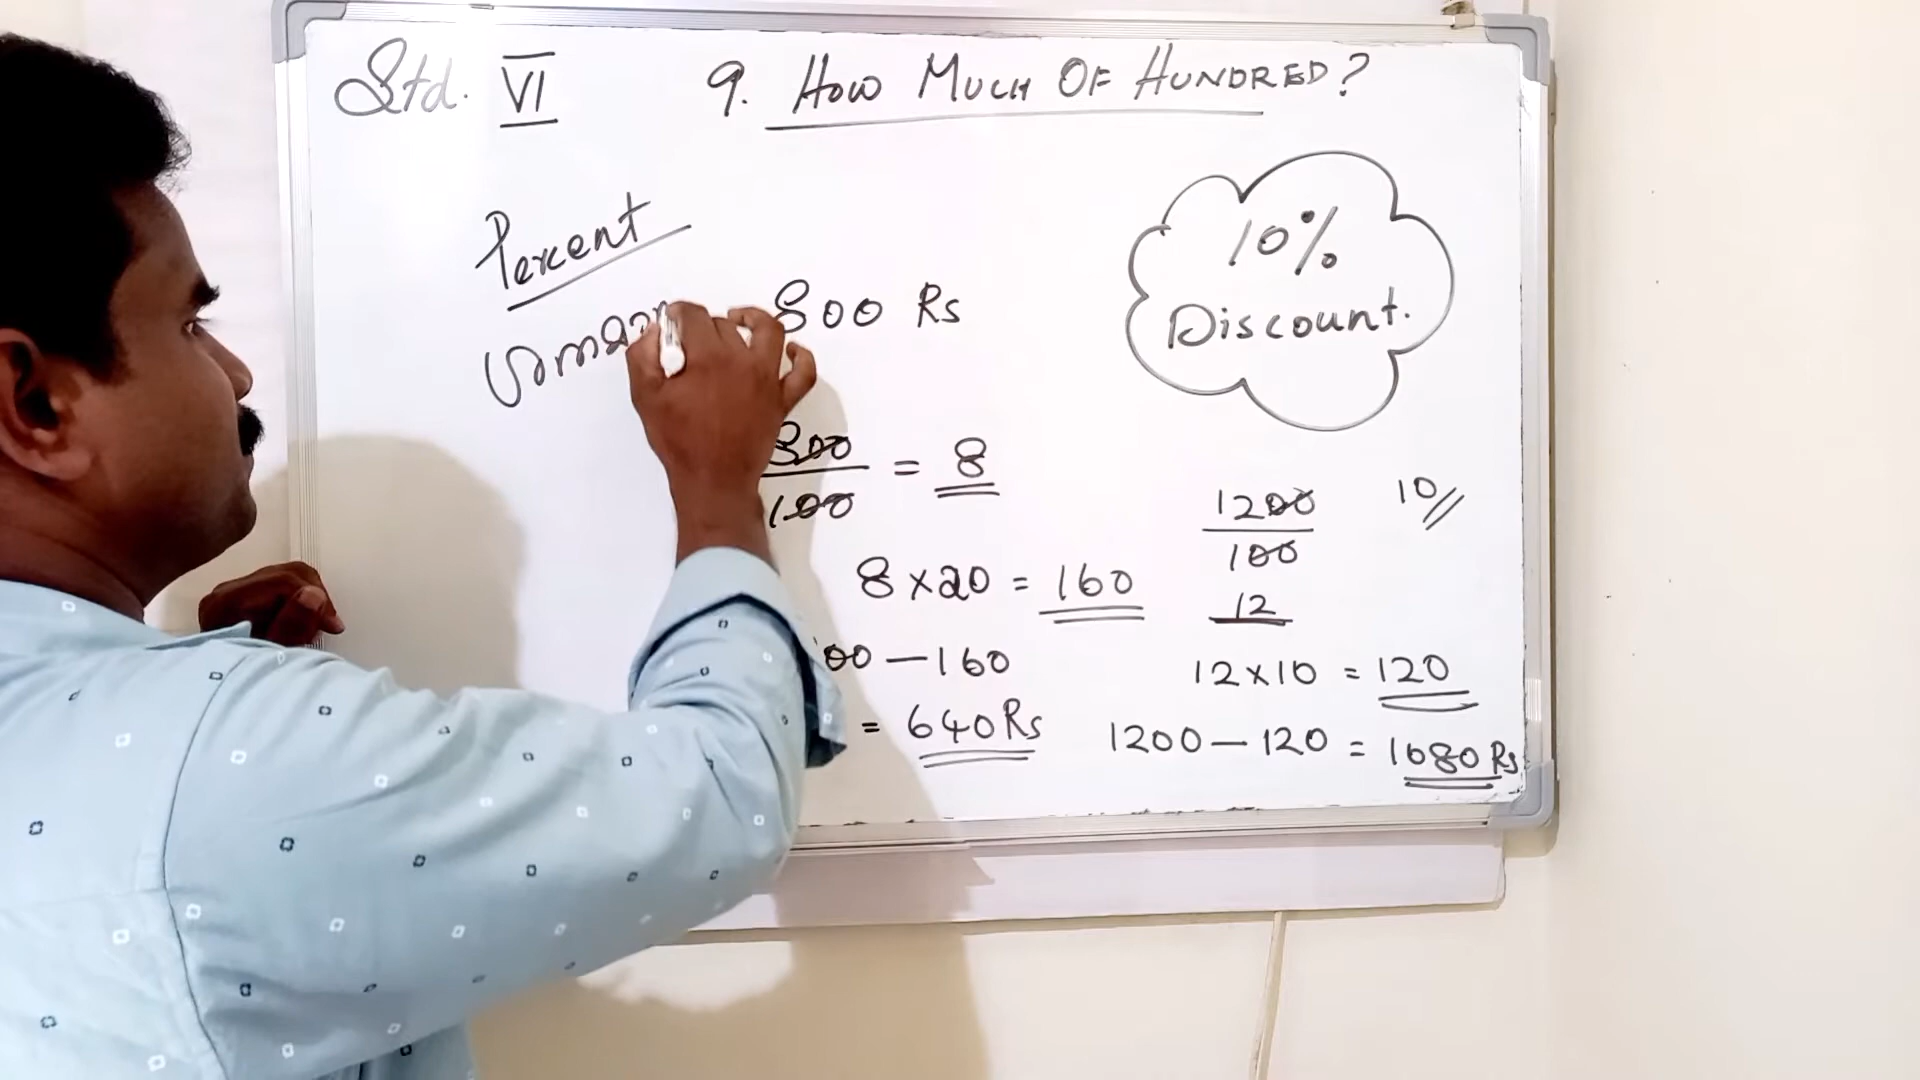 Std. VI 9. HOW MUCH OF HUNDRED?
Percent
ശതമാന
800 Rs
10%
Discount.
800/100 = 8
8 × 20 = 160
00 — 160
= 640 Rs
1200/100 10
12
12 × 10 = 120
1200 — 120 = 1080 Rs